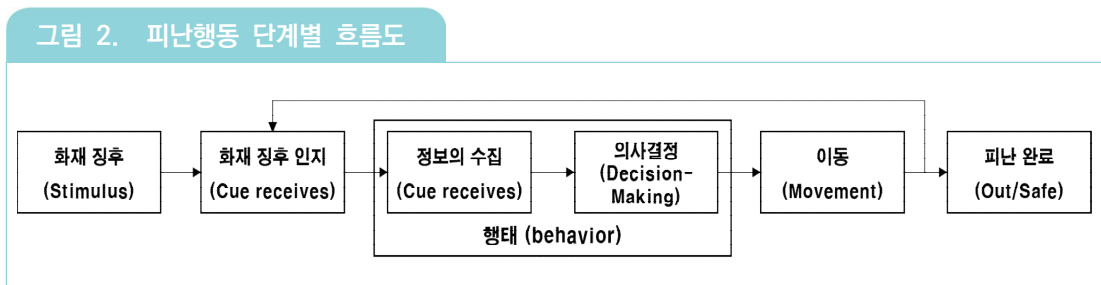 그림 2. 피난행동 단계별 흐름도
화재 징후
(Stimulus)
화재 징후 인지
(Cue receives)
정보의 수집
(Cue receives)
의사결정
(Decision-
Making)
행태 (behavior)
이동
(Movement)
피난 완료
(Out/Safe)